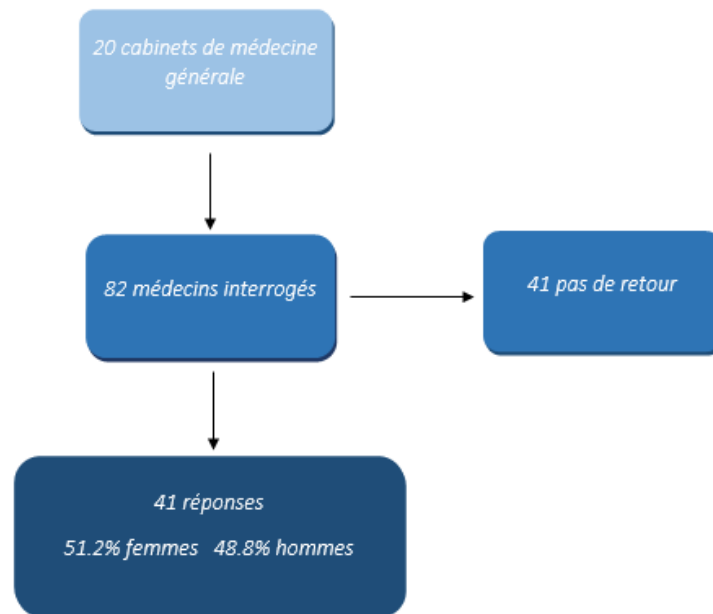 20 cabinets de médecine
générale
82 médecins interrogés
41 pas de retour
41 réponses
51.2% femmes 48.8% hommes